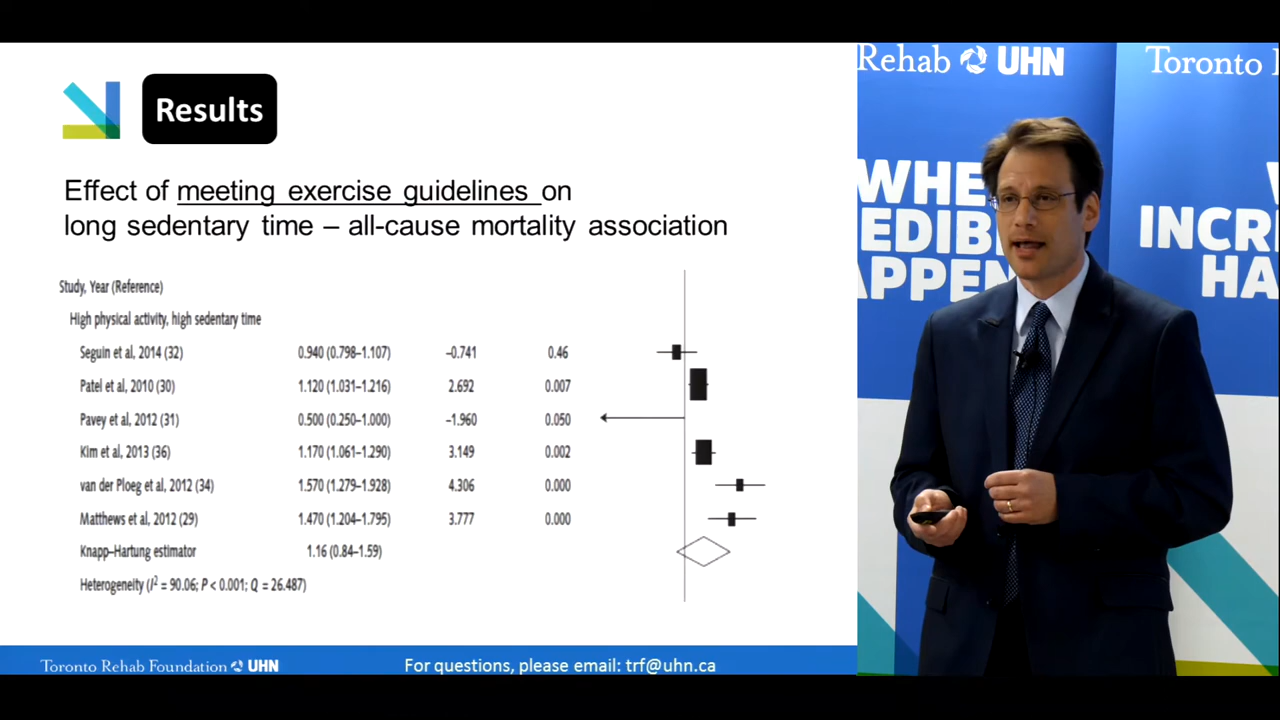 Results
Effect of meeting exercise guidelines on
long sedentary time – all-cause mortality association
Study, Year (Reference)
High physical activity, high sedentary time
Seguin et al, 2014 (32) 0.940 (0.798–1.107) –0.741 0.46
Patel et al, 2010 (30) 1.120 (1.031–1.216) 2.692 0.007
Pavey et al, 2012 (31) 0.500 (0.250–1.000) –1.960 0.050
Kim et al, 2013 (36) 1.170 (1.061–1.290) 3.149 0.002
van der Ploeg et al, 2012 (34) 1.570 (1.279–1.928) 4.306 0.000
Matthews et al, 2012 (29) 1.470 (1.204–1.795) 3.777 0.000
Knapp–Hartung estimator 1.16 (0.84–1.59)
Heterogeneity (I² = 90.06; P < 0.001; Q = 26.487)
Toronto Rehab Foundation UHN
For questions, please email: trf@uhn.ca
Rehab UHN
WHE
EDIB
APPEN
Toronto
INCR
HA